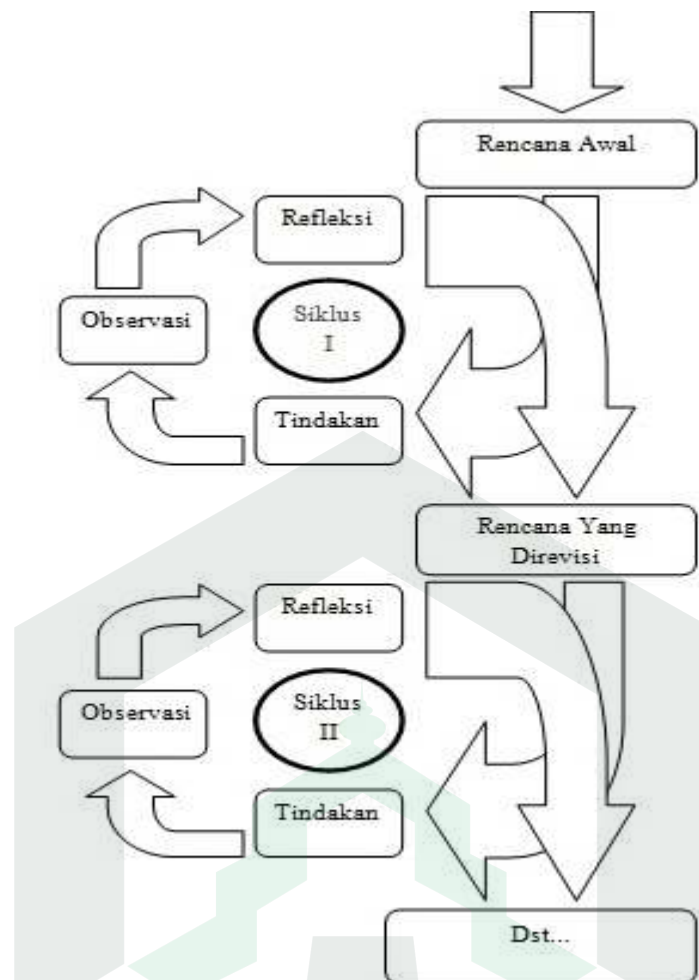 Rencana Awal
Refleksi
Observasi
Siklus
I
Tindakan
Rencana Yang
Direvisi
Refleksi
Observasi
Siklus
II
Tindakan
Dst...